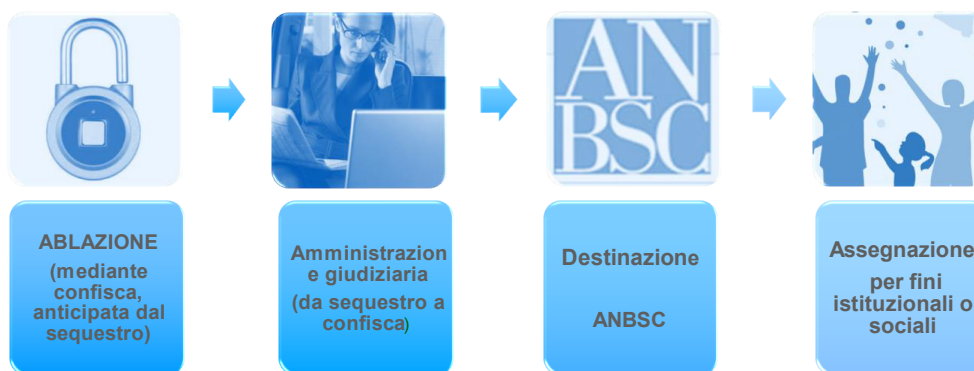 AN
BSC
ABLAZIONE
(mediante
confisca,
anticipata dal
sequestro)
Amministrazion
e giudiziaria
(da sequestro a
confisca)
Destinazione
ANBSC
Assegnazione
per fini
istituzionali o
sociali